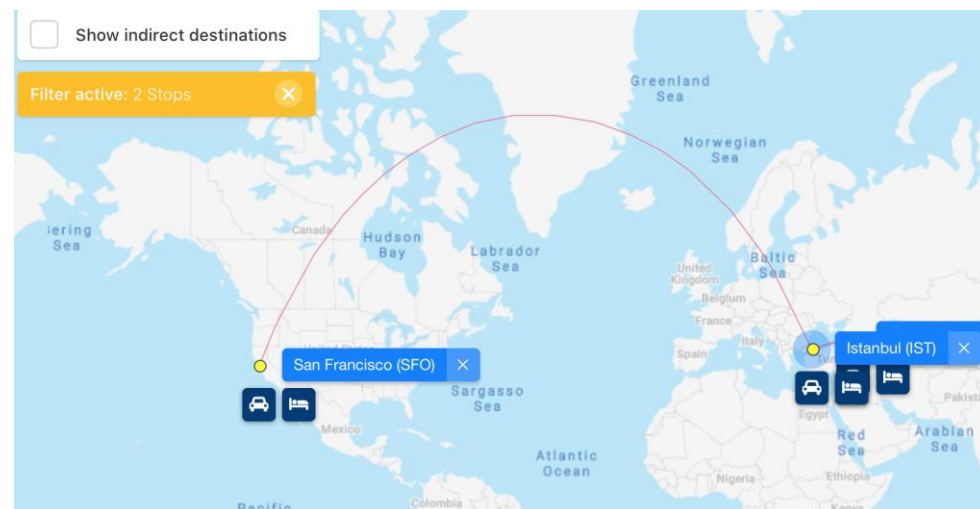 Show indirect destinations
Filter active: 2 Stops
Greenland
Sea
Norwegian
Sea
Canada
Hudson
Bay
Labrador
Sea
Baltic
Sea
United
Kingdom
Belgium
France
Spain
Italy
Istanbul (IST)
San Francisco (SFO)
Sargasso
Sea
Mexico
Egypt
Red
Sea
Arabian
Sea
Atlantic
Ocean
Nigeria
Ethiopia
Colombia